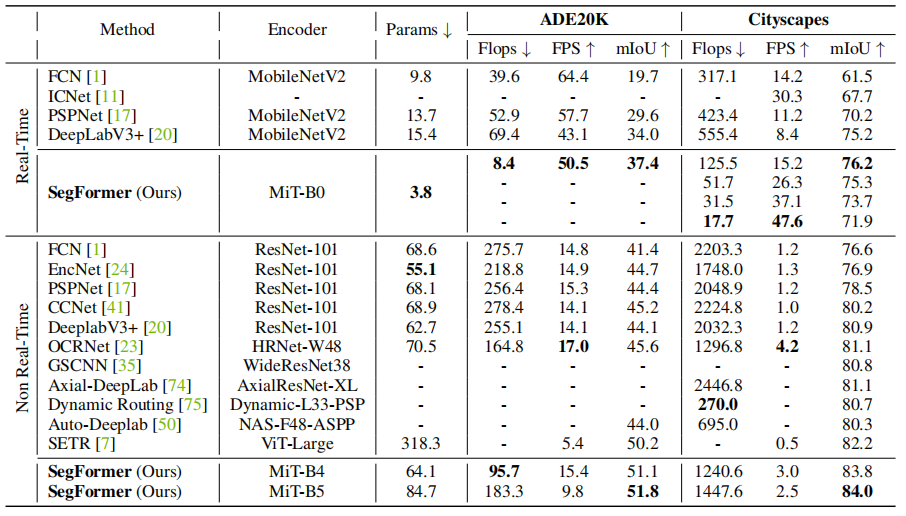 Method Encoder Params ↓ ADE20K Cityscapes
Flops ↓ FPS ↑ mIoU ↑ Flops ↓ FPS ↑ mIoU ↑
Real-Time
FCN [1] MobileNetV2 9.8 39.6 64.4 19.7 317.1 14.2 61.5
ICNet [11] - - - - - - 30.3 67.7
PSPNet [17] MobileNetV2 13.7 52.9 57.7 29.6 423.4 11.2 70.2
DeepLabV3+ [20] MobileNetV2 15.4 69.4 43.1 34.0 555.4 8.4 75.2
SegFormer (Ours) MiT-B0 3.8 8.4 50.5 37.4 125.5 15.2 76.2
- - - 51.7 26.3 75.3
- - - 31.5 37.1 73.7
- - - 17.7 47.6 71.9
Non Real-Time
FCN [1] ResNet-101 68.6 275.7 14.8 41.4 2203.3 1.2 76.6
EncNet [24] ResNet-101 55.1 218.8 14.9 44.7 1748.0 1.3 76.9
PSPNet [17] ResNet-101 68.1 256.4 15.3 44.4 2048.9 1.2 78.5
CCNet [41] ResNet-101 68.9 278.4 14.1 45.2 2224.8 1.0 80.2
DeeplabV3+ [20] ResNet-101 62.7 255.1 14.1 44.1 2032.3 1.2 80.9
OCRNet [23] HRNet-W48 70.5 164.8 17.0 45.6 1296.8 4.2 81.1
GSCNN [35] WideResNet38 - - - - - - 80.8
Axial-DeepLab [74] AxialResNet-XL - - - - 2446.8 - 81.1
Dynamic Routing [75] Dynamic-L33-PSP - - - - 270.0 - 80.7
Auto-Deeplab [50] NAS-F48-ASPP - - - 44.0 695.0 - 80.3
SETR [7] ViT-Large 318.3 - 5.4 50.2 - 0.5 82.2
SegFormer (Ours) MiT-B4 64.1 95.7 15.4 51.1 1240.6 3.0 83.8
SegFormer (Ours) MiT-B5 84.7 183.3 9.8 51.8 1447.6 2.5 84.0